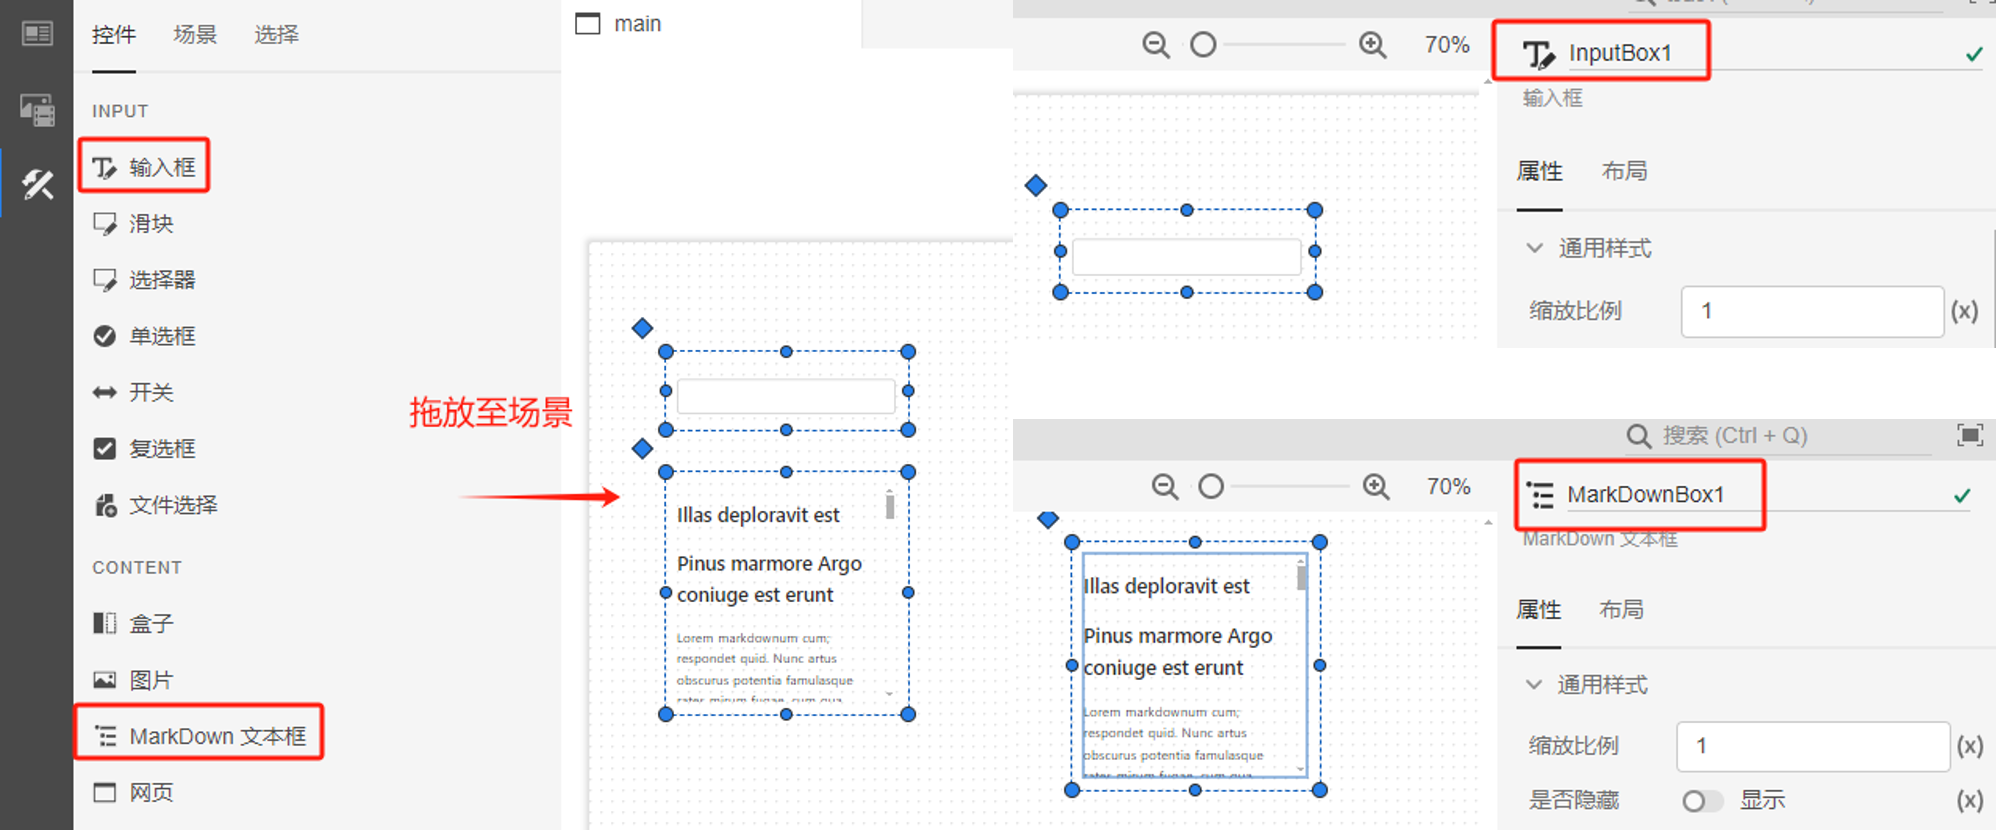 控件 场景 选择
INPUT
输入框
滑块
选择器
单选框
开关
复选框
文件选择
CONTENT
盒子
图片
MarkDown 文本框
网页
main
拖放至场景
Illas deploravit est
Pinus marmore Argo
coniuge est erunt
Lorem markdownum cum;
respondet quid. Nunc artus
obscurus potentia famulasque
70%
InputBox1
输入框
属性 布局
通用样式
缩放比例 1 (x)
搜索 (Ctrl + Q)
70%
MarkDownBox1
MarkDown 文本框
Illas deploravit est
Pinus marmore Argo
coniuge est erunt
Lorem markdownum cum;
respondet quid. Nunc artus
obscurus potentia famulasque
属性 布局
通用样式
缩放比例 1 (x)
是否隐藏 显示 (x)